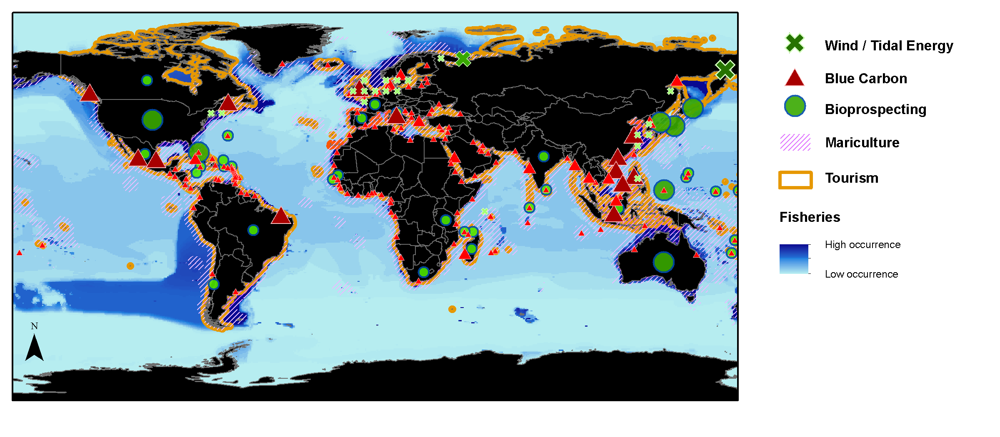 Wind / Tidal Energy
Blue Carbon
Bioprospecting
Mariculture
Tourism
Fisheries
High occurrence
Low occurrence
N